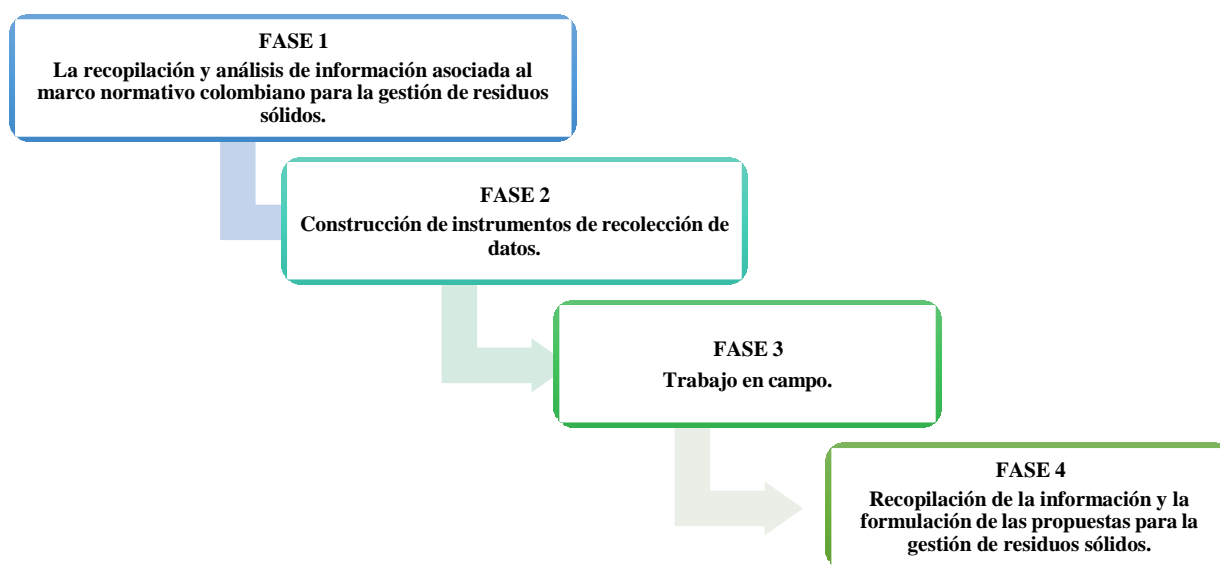 FASE 1
La recopilación y análisis de información asociada al
marco normativo colombiano para la gestión de residuos
sólidos.
FASE 2
Construcción de instrumentos de recolección de
datos.
FASE 3
Trabajo en campo.
FASE 4
Recopilación de la información y la
formulación de las propuestas para la
gestión de residuos sólidos.